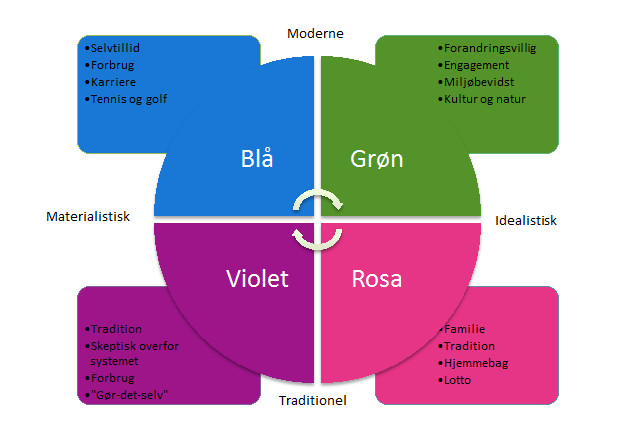 Moderne
•Selvtillid
•Forbrug
•Karriere
•Tennis og golf
•Forandringsvillig
•Engagement
•Miljøbevidst
•Kultur og natur
Blå
Grøn
Materialistisk
Idealistisk
Violet
Rosa
•Tradition
•Skeptisk overfor
systemet
•Forbrug
•"Gør-det-selv"
•Familie
•Tradition
•Hjemmebag
•Lotto
Traditionel